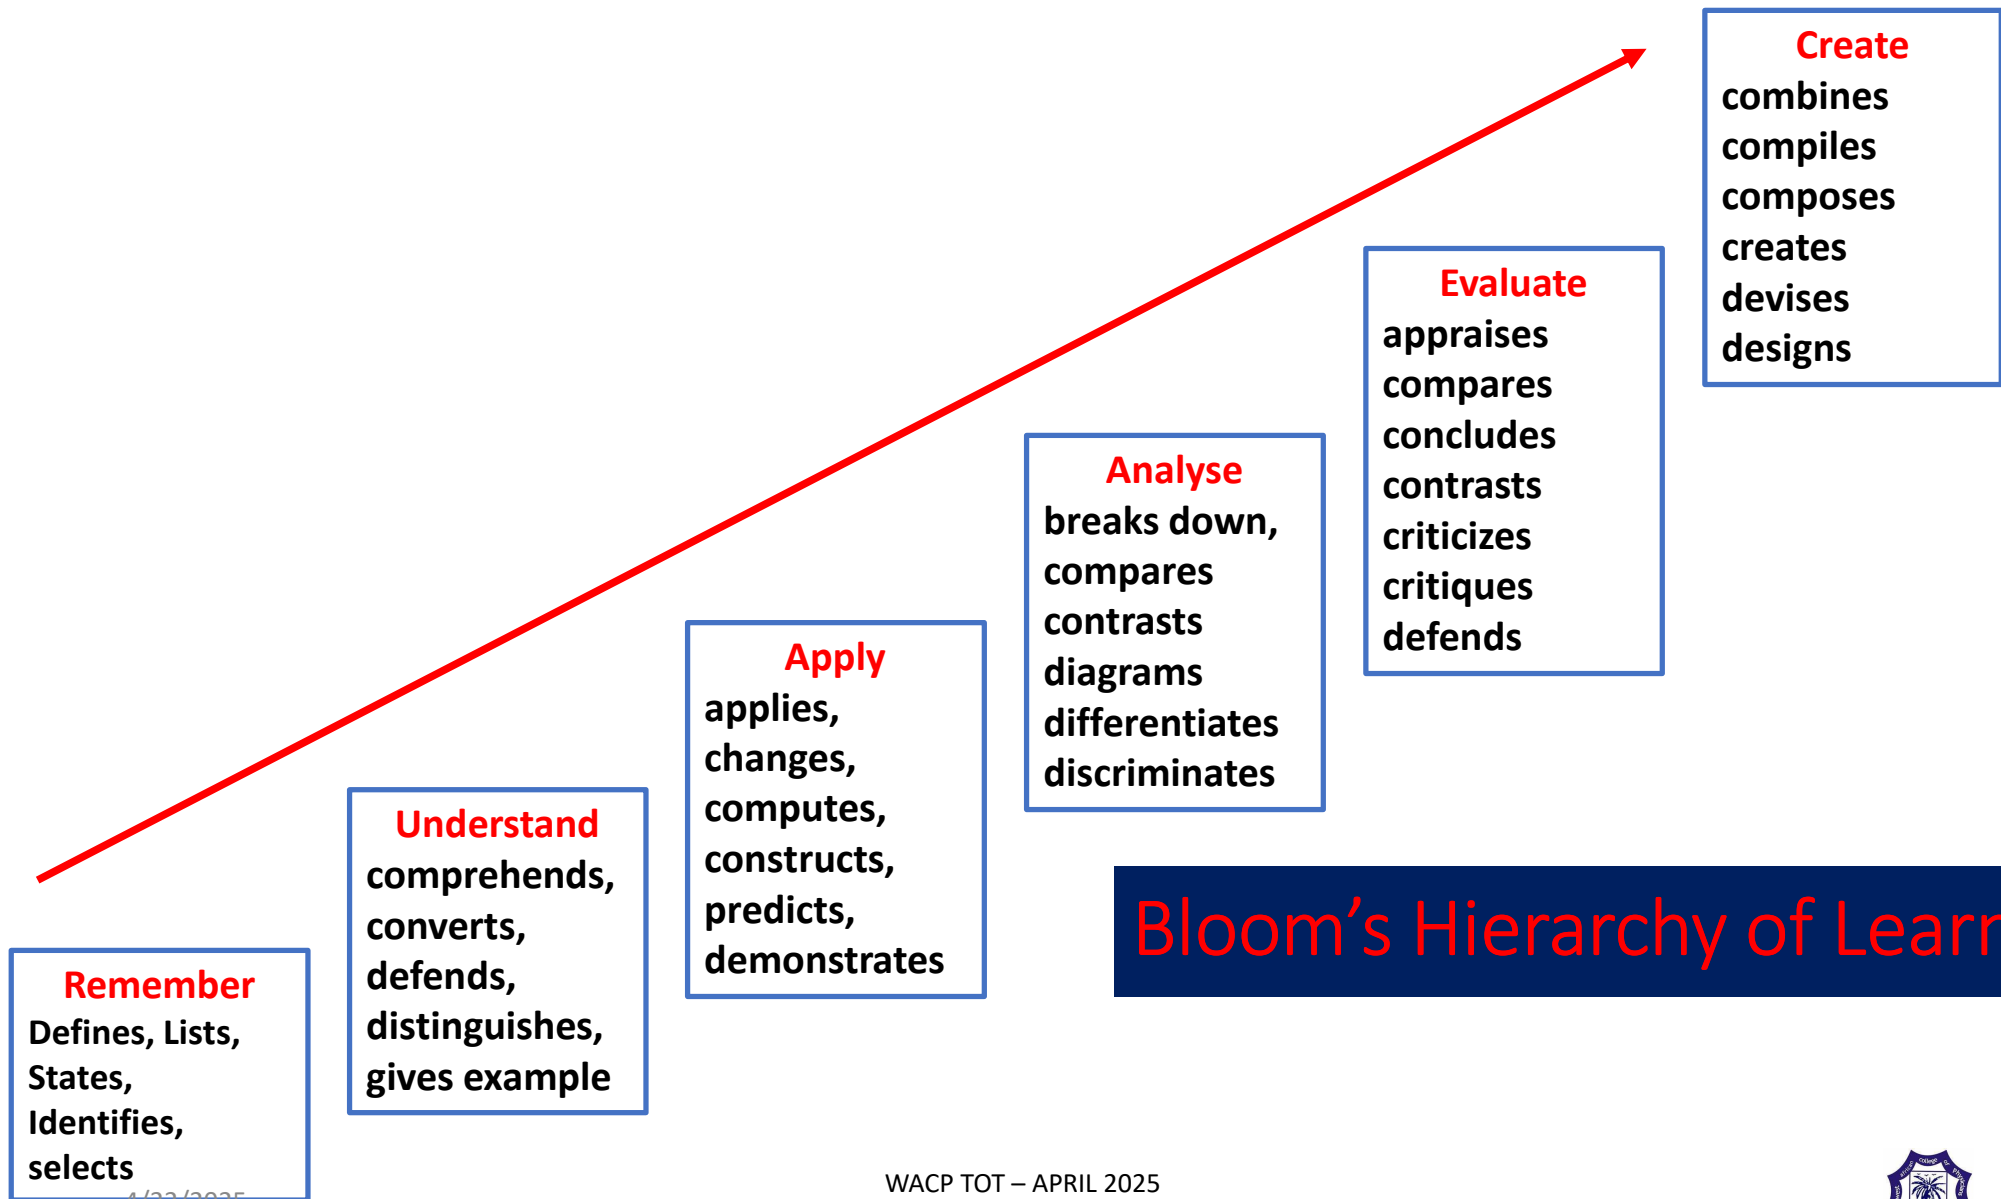 Create
combines
compiles
composes
creates
devises
designs
Evaluate
appraises
compares
concludes
contrasts
criticizes
critiques
defends
Analyse
breaks down,
compares
contrasts
diagrams
differentiates
discriminates
Apply
applies,
changes,
computes,
constructs,
predicts,
demonstrates
Understand
comprehends,
converts,
defends,
distinguishes,
gives example
Remember
Defines, Lists,
States,
Identifies,
selects
Bloom’s Hierarchy of Learn
WACP TOT – APRIL 2025